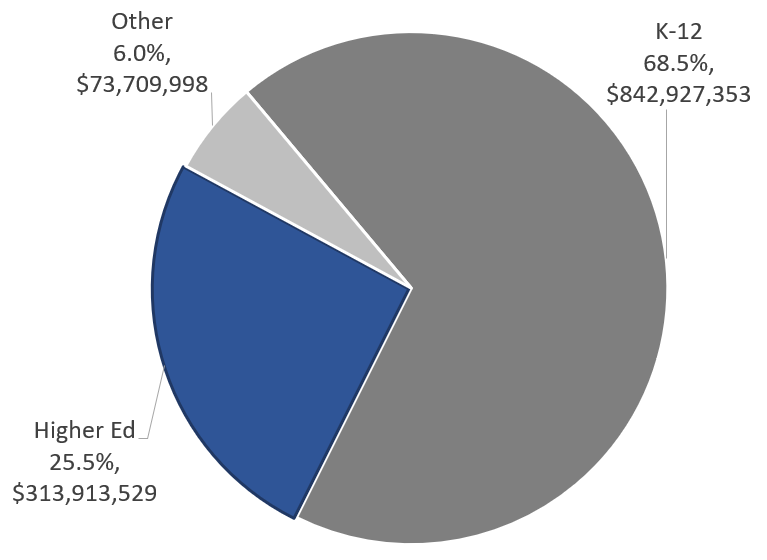 Other
6.0%,
$73,709,998
K-12
68.5%,
$842,927,353
Higher Ed
25.5%,
$313,913,529